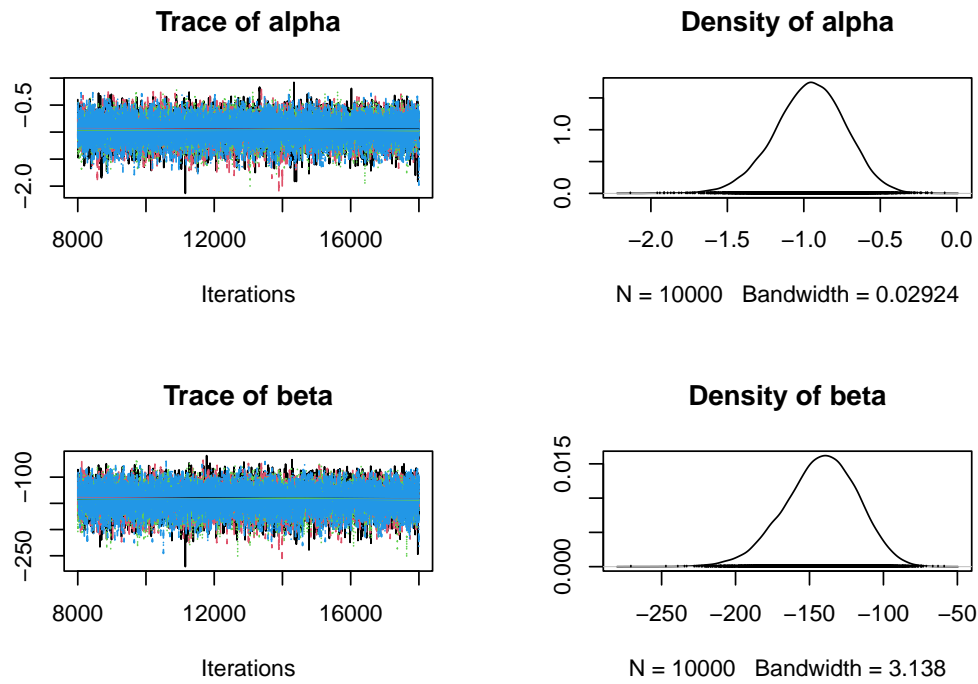 Trace of alpha
−0.5
−2.0
8000 12000 16000
Iterations
Density of alpha
1.0
0.0
−2.0 −1.5 −1.0 −0.5 0.0
N = 10000 Bandwidth = 0.02924
Trace of beta
−100
−250
8000 12000 16000
Iterations
Density of beta
0.015
0.000
−250 −200 −150 −100 −50
N = 10000 Bandwidth = 3.138